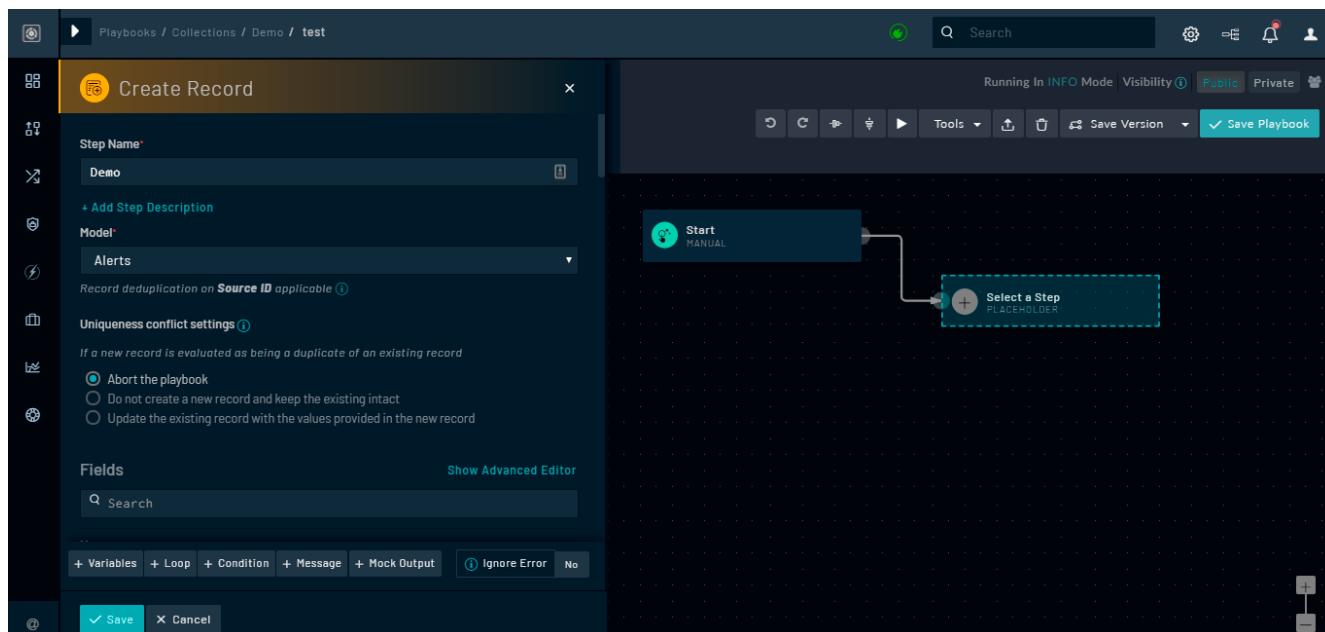 Playbooks / Collections / Demo / test
Search
Create Record
Running In INFO Mode Visibility Public Private
Tools Save Version Save Playbook
Step Name*
Demo
+ Add Step Description
Model*
Alerts
Record deduplication on Source ID applicable
Uniqueness conflict settings
If a new record is evaluated as being a duplicate of an existing record
Abort the playbook
Do not create a new record and keep the existing intact
Update the existing record with the values provided in the new record
Fields Show Advanced Editor
Search
+ Variables + Loop + Condition + Message + Mock Output Ignore Error No
Save Cancel
@
Start
MANUAL
Select a Step
PLACEHOLDER